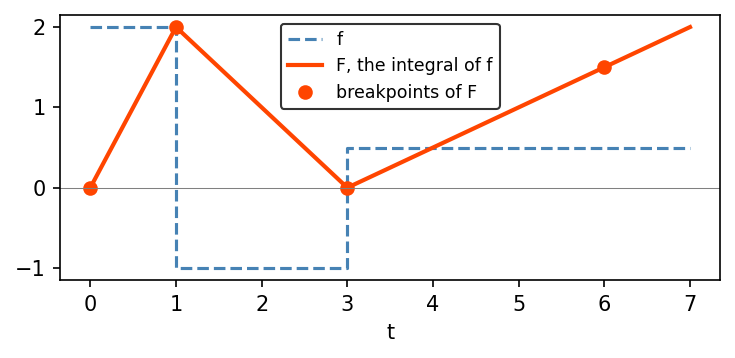 2
1
0
−1
f
F, the integral of f
breakpoints of F
0 1 2 3 4 5 6 7
t